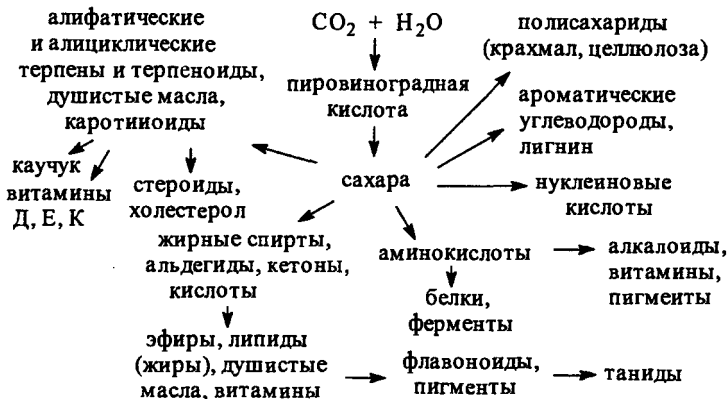 алифатические
и алициклические
терпены и терпеноиды,
душистые масла,
каротииоиды
CO₂ + H₂O
пировиноградная
кислота
сахара
полисахариды
(крахмал, целлюлоза)
ароматические
углеводороды,
лигнин
нуклеиновые
кислоты
каучук
витамины
Д, Е, К
стероиды,
холестерол
жирные спирты,
альдегиды, кетоны,
кислоты
аминокислоты
алкалоиды,
витамины,
пигмеиты
белки,
ферменты
эфиры, липиды
(жиры), душистые
масла, витамины
флавоноиды,
пигменты
таниды